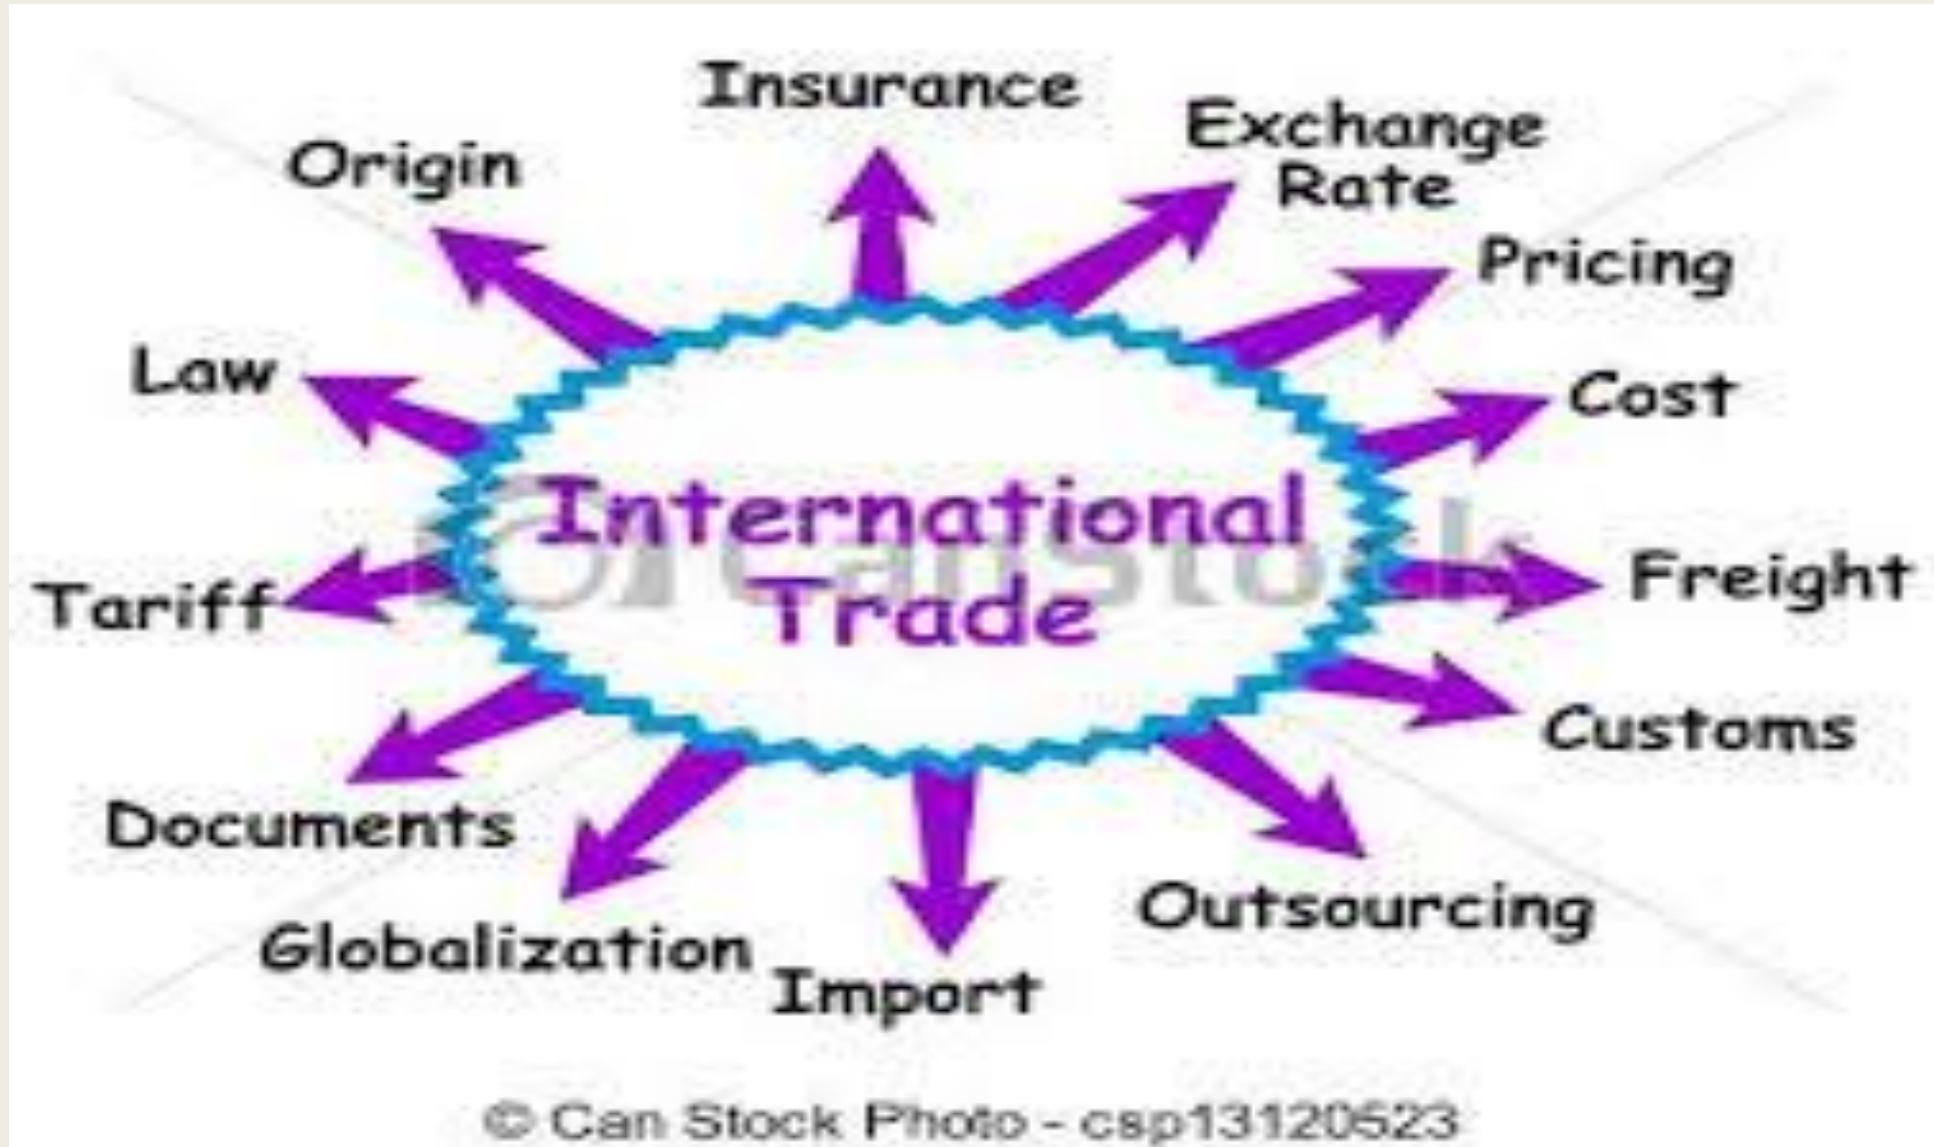 Insurance
Exchange
Rate
Origin
Pricing
Law
Cost
International
Trade
Tariff
Freight
Customs
Documents
Outsourcing
Globalization
Import
canstock
© Can Stock Photo - csp13120523